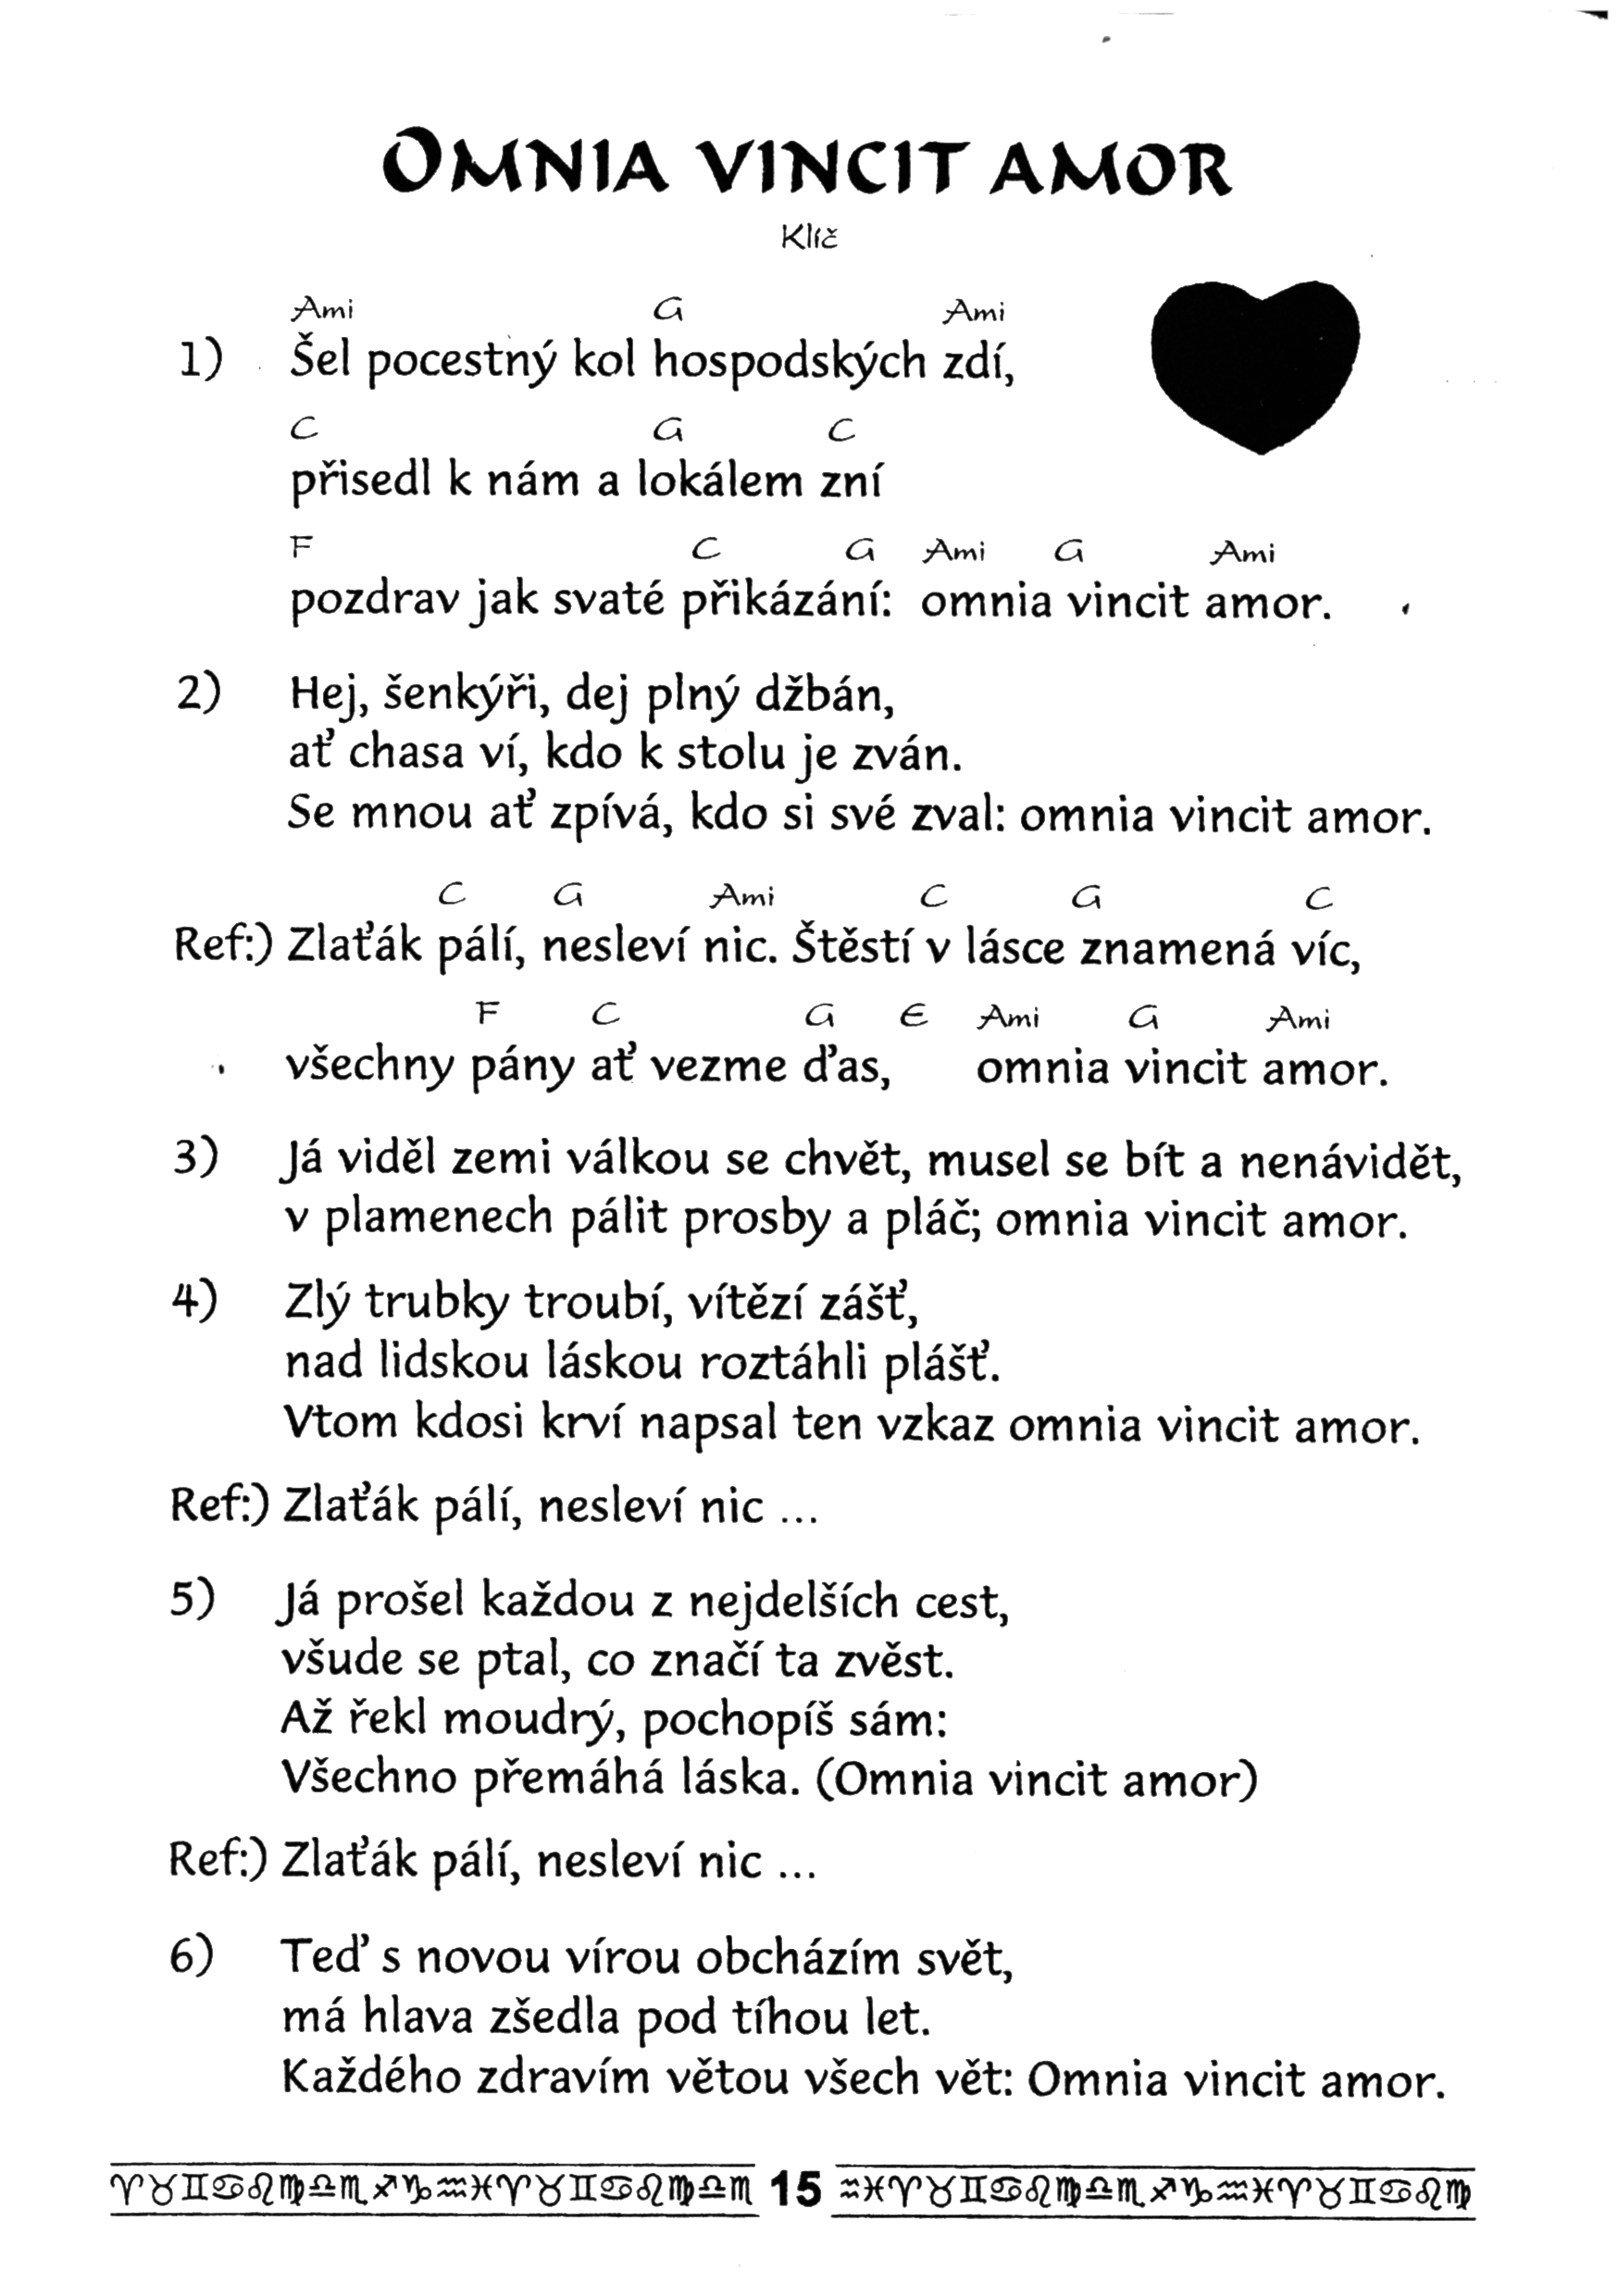 OMNIA VINCIT AMOR
Klíč
Ami G Ami
1) Šel pocestný kol hospodských zdí,
C G C
přisedl k nám a lokálem zní
F C G Ami G Ami
pozdrav jak svaté přikázání: omnia vincit amor.
2) Hej, šenkýři, dej plný džbán,
ať chasa ví, kdo k stolu je zván.
Se mnou ať zpívá, kdo si své zval: omnia vincit amor.
C G Ami C G C
Ref:) Zlaťák pálí, nesleví nic. Štěstí v lásce znamená víc,
F C G E Ami G Ami
všechny pány ať vezme ďas, omnia vincit amor.
3) Já viděl zemi válkou se chvět, musel se bít a nenávidět,
v plamenech pálit prosby a pláč; omnia vincit amor.
4) Zlý trubky troubí, vítězí zášť,
nad lidskou láskou roztáhli plášť.
Vtom kdosi krví napsal ten vzkaz omnia vincit amor.
Ref:) Zlaťák pálí, nesleví nic ...
5) Já prošel každou z nejdelších cest,
všude se ptal, co značí ta zvěst.
Až řekl moudrý, pochopíš sám:
Všechno přemáhá láska. (Omnia vincit amor)
Ref:) Zlaťák pálí, nesleví nic ...
6) Teď s novou vírou obcházím svět,
má hlava zšedla pod tíhou let.
Každého zdravím větou všech vět: Omnia vincit amor.
♈♉♊♋♌♍♎♏♐♑♒♓♈♉♊♋♌♍♎♏ 15 ♒♓♈♉♊♋♌♍♎♏♐♑♒♓♈♉♊♋♌♍